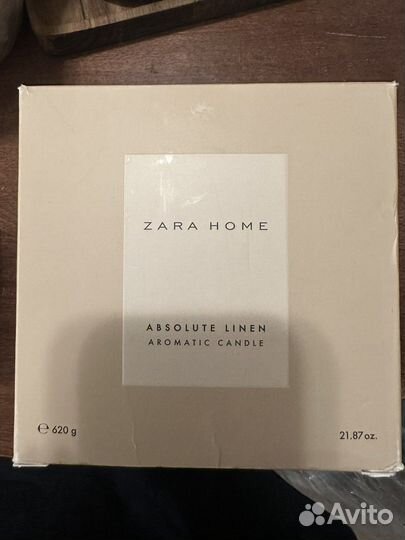 ZARA HOME
ABSOLUTE LINEN
AROMATIC CANDLE
℮ 620 g
21.87 oz.
Avito